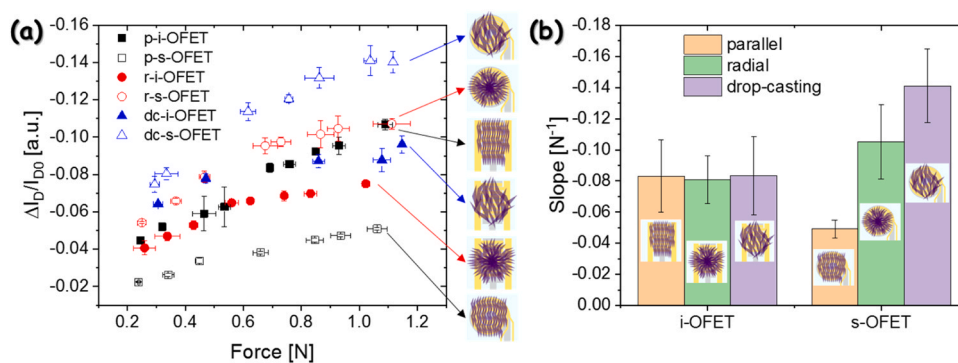 (a)
-0.16
-0.14
-0.12
-0.10
-0.08
-0.06
-0.04
-0.02
ΔI_D/I_D0 [a.u.]
p-i-OFET
p-s-OFET
r-i-OFET
r-s-OFET
dc-i-OFET
dc-s-OFET
0.2 0.4 0.6 0.8 1.0 1.2 1.4
Force [N]
(b)
-0.18
-0.16
-0.14
-0.12
-0.10
-0.08
-0.06
-0.04
-0.02
0.00
Slope [N⁻¹]
parallel
radial
drop-casting
i-OFET s-OFET